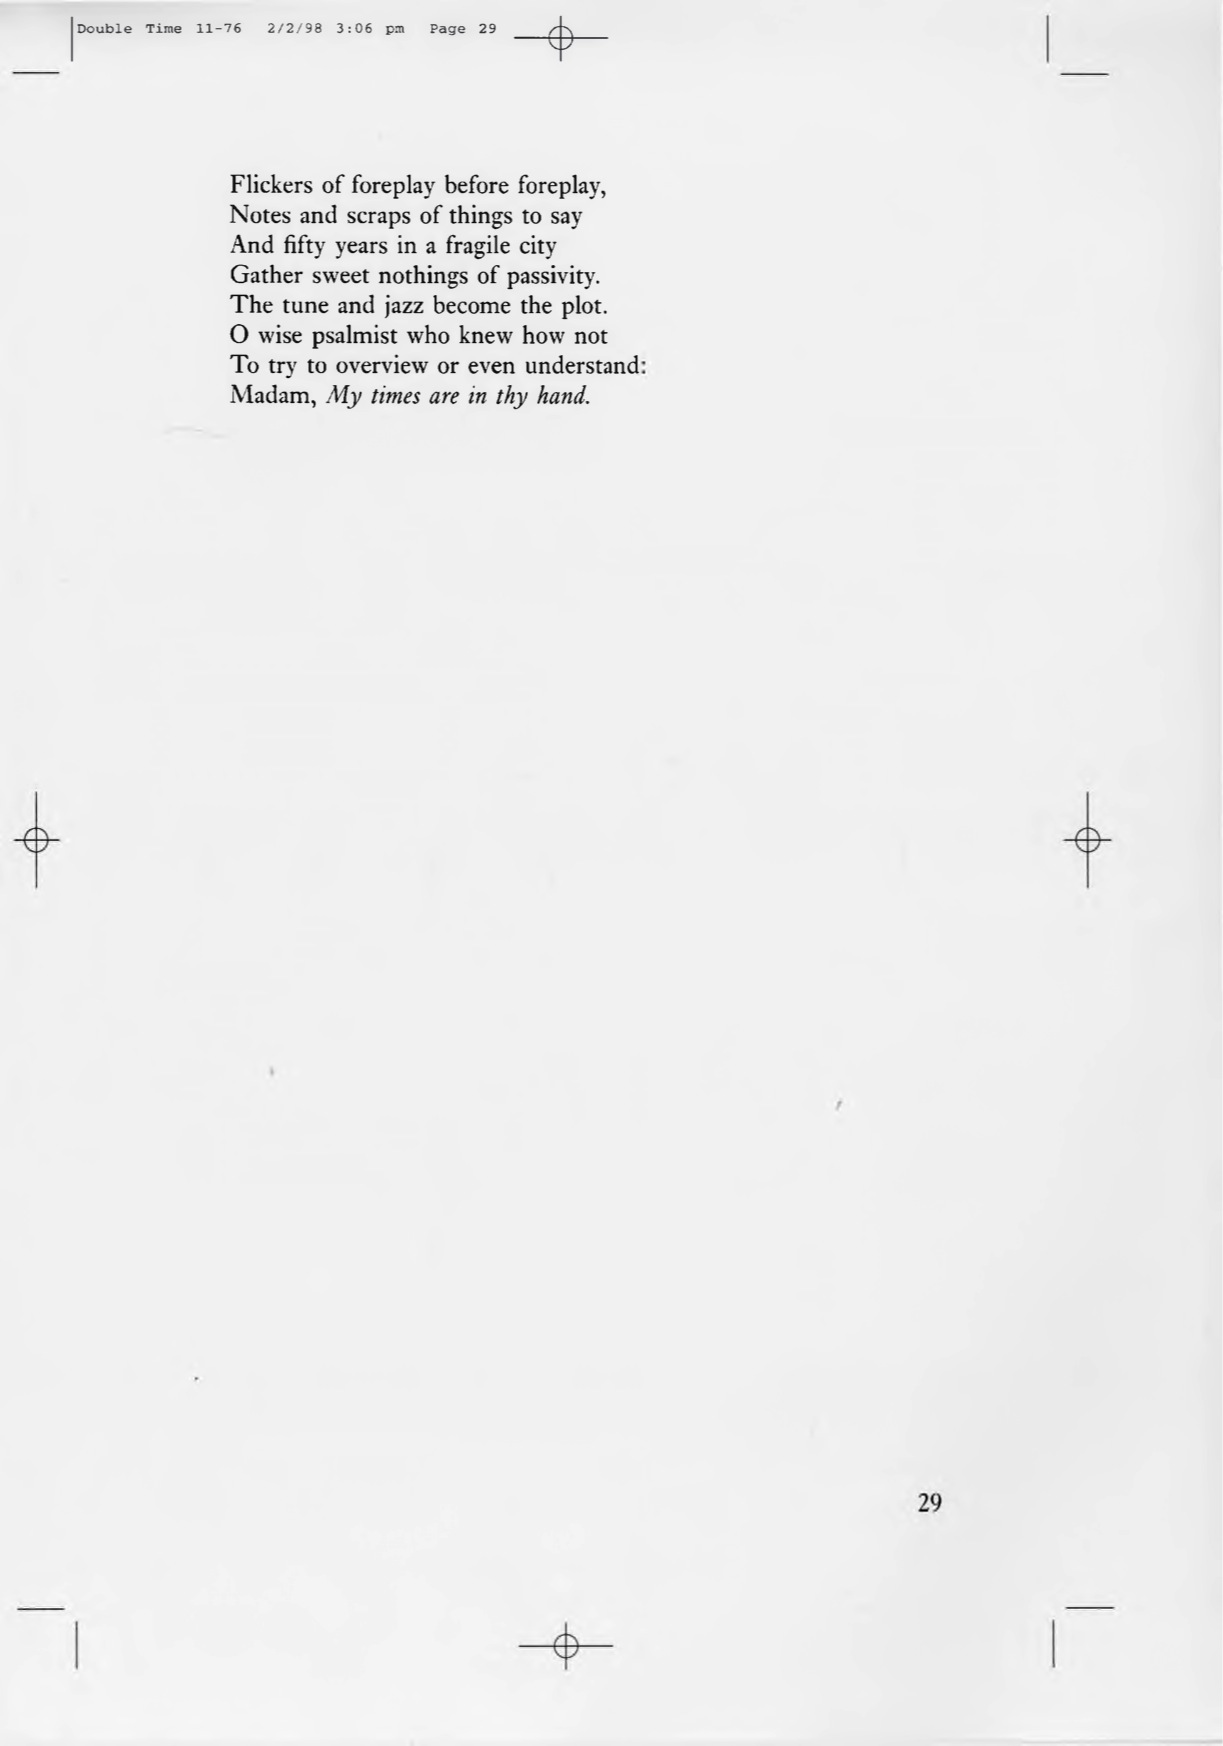 Double Time 11-76 2/2/98 3:06 pm Page 29
Flickers of foreplay before foreplay,
Notes and scraps of things to say
And fifty years in a fragile city
Gather sweet nothings of passivity.
The tune and jazz become the plot.
O wise psalmist who knew how not
To try to overview or even understand:
Madam, My times are in thy hand.
29